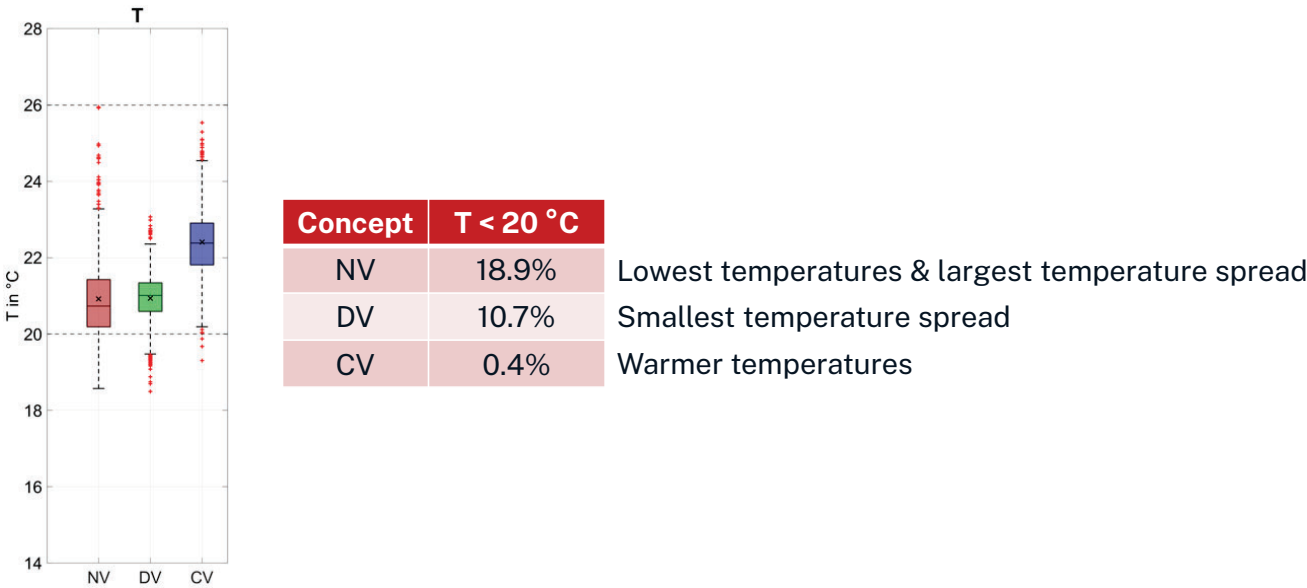 T
28
26
24
22
20
18
16
14
T in °C
NV DV CV
Concept T < 20 °C
NV 18.9% Lowest temperatures & largest temperature spread
DV 10.7% Smallest temperature spread
CV 0.4% Warmer temperatures